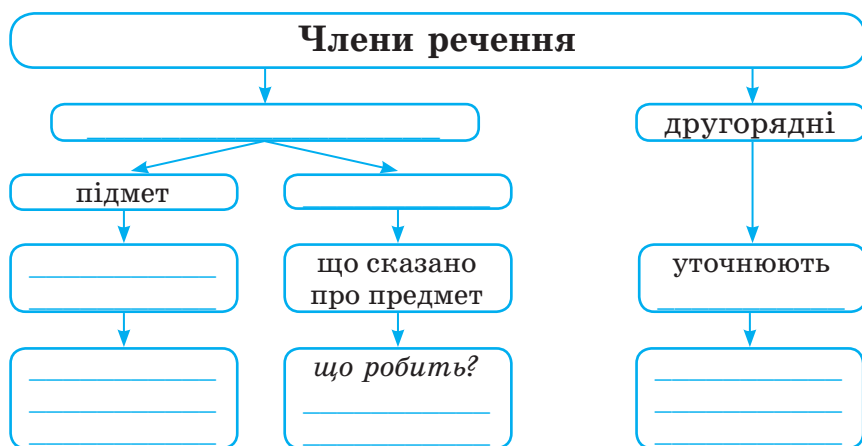 Члени речення
другорядні
підмет
що сказано
про предмет
уточнюють
що робить?